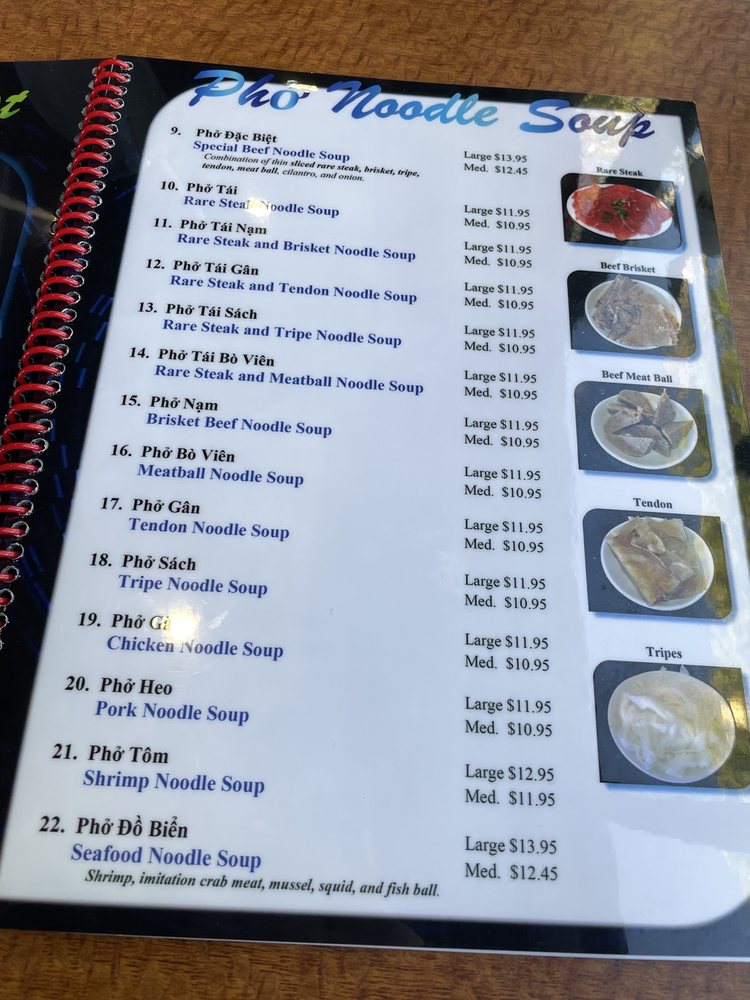 t
Phở Noodle Soup
9. Phở Đặc Biệt
Special Beef Noodle Soup
Combination of thin sliced rare steak, brisket, tripe,
tendon, meat ball, cilantro, and onion.
Large $13.95
Med. $12.45
10. Phở Tái
Rare Steak Noodle Soup
Large $11.95
Med. $10.95
11. Phở Tái Nạm
Rare Steak and Brisket Noodle Soup
Large $11.95
Med. $10.95
12. Phở Tái Gân
Rare Steak and Tendon Noodle Soup
Large $11.95
Med. $10.95
13. Phở Tái Sách
Rare Steak and Tripe Noodle Soup
Large $11.95
Med. $10.95
14. Phở Tái Bò Viên
Rare Steak and Meatball Noodle Soup
Large $11.95
Med. $10.95
15. Phở Nạm
Brisket Beef Noodle Soup
Large $11.95
Med. $10.95
16. Phở Bò Viên
Meatball Noodle Soup
Large $11.95
Med. $10.95
17. Phở Gân
Tendon Noodle Soup
Large $11.95
Med. $10.95
18. Phở Sách
Tripe Noodle Soup
Large $11.95
Med. $10.95
19. Phở Gà
Chicken Noodle Soup
Large $11.95
Med. $10.95
20. Phở Heo
Pork Noodle Soup
Large $11.95
Med. $10.95
21. Phở Tôm
Shrimp Noodle Soup
Large $12.95
Med. $11.95
22. Phở Đồ Biển
Seafood Noodle Soup
Shrimp, imitation crab meat, mussel, squid, and fish ball.
Large $13.95
Med. $12.45
Rare Steak
Beef Brisket
Beef Meat Ball
Tendon
Tripes